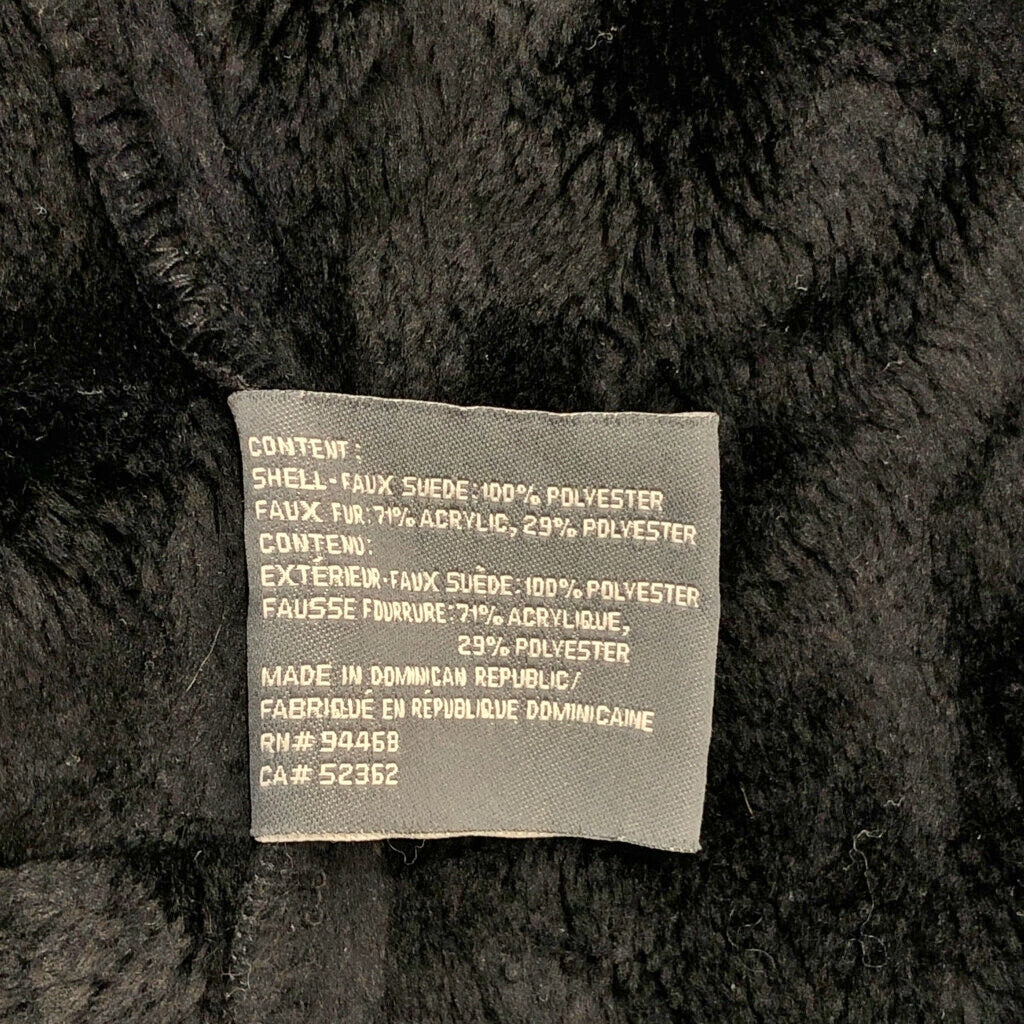 CONTENT:
SHELL-FAUX SUEDE: 100% POLYESTER
FAUX FUR: 71% ACRYLIC, 29% POLYESTER
CONTENU:
EXTÉRIEUR-FAUX SUÈDE: 100% POLYESTER
FAUSSE FOURRURE: 71% ACRYLIQUE,
29% POLYESTER
MADE IN DOMINICAN REPUBLIC/
FABRIQUÉ EN RÉPUBLIQUE DOMINICAINE
RN# 94468
CA# 52362